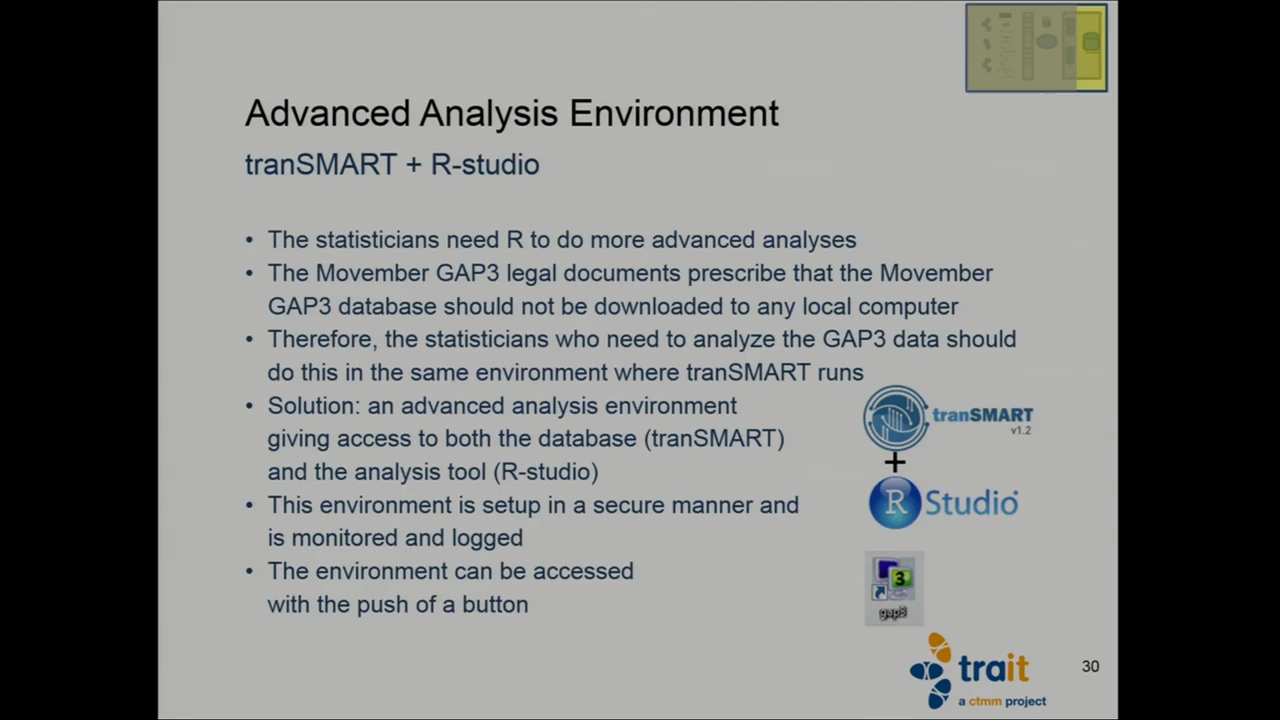 Advanced Analysis Environment
tranSMART + R-studio
• The statisticians need R to do more advanced analyses
• The Movember GAP3 legal documents prescribe that the Movember
GAP3 database should not be downloaded to any local computer
• Therefore, the statisticians who need to analyze the GAP3 data should
do this in the same environment where tranSMART runs
• Solution: an advanced analysis environment
giving access to both the database (tranSMART)
and the analysis tool (R-studio)
• This environment is setup in a secure manner and
is monitored and logged
• The environment can be accessed
with the push of a button
tranSMART
v1.2
+
R Studio
3
gap3
trait
a ctmm project
30